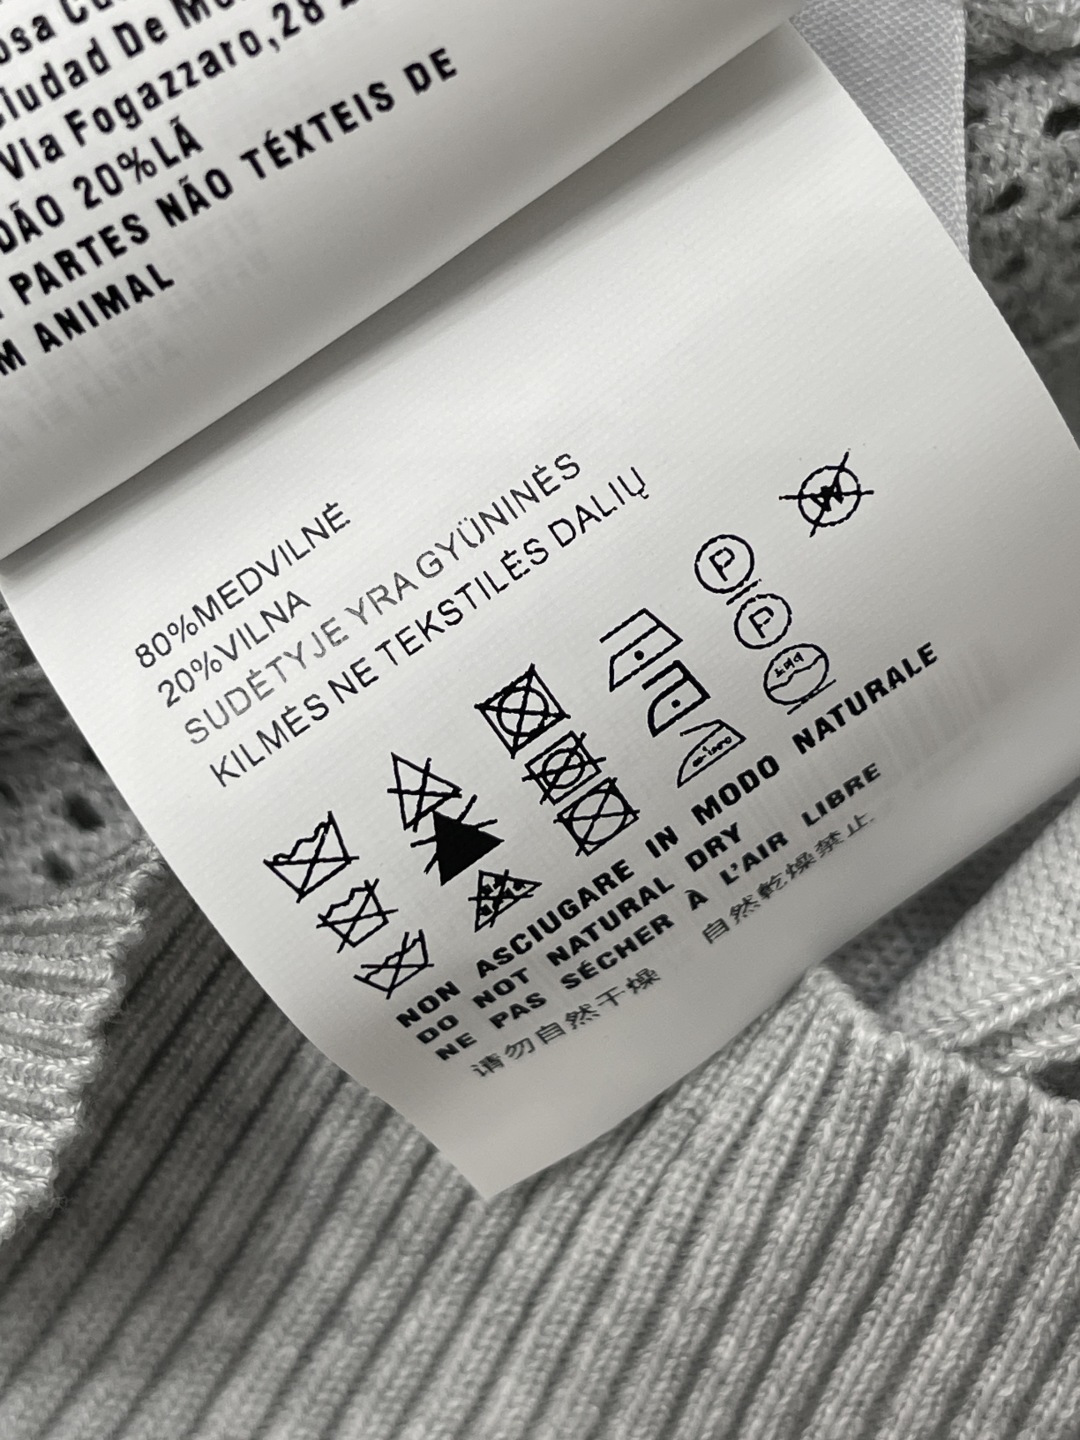 Ciudad De
Via Fogazzaro,28
DÃO 20%LÃ
PARTES NÃO TÉXTEIS DE
M ANIMAL
80%MEDVILNĖ
20%VILNA
SUDĖTYJE YRA GYÜNINĖS
KILMĖS NE TEKSTILĖS DALIŲ
W
P
P
NON ASCIUGARE IN MODO NATURALE
DO NOT NATURAL DRY
NE PAS SÉCHER À L'AIR LIBRE
请勿自然干燥 自然乾燥禁止.